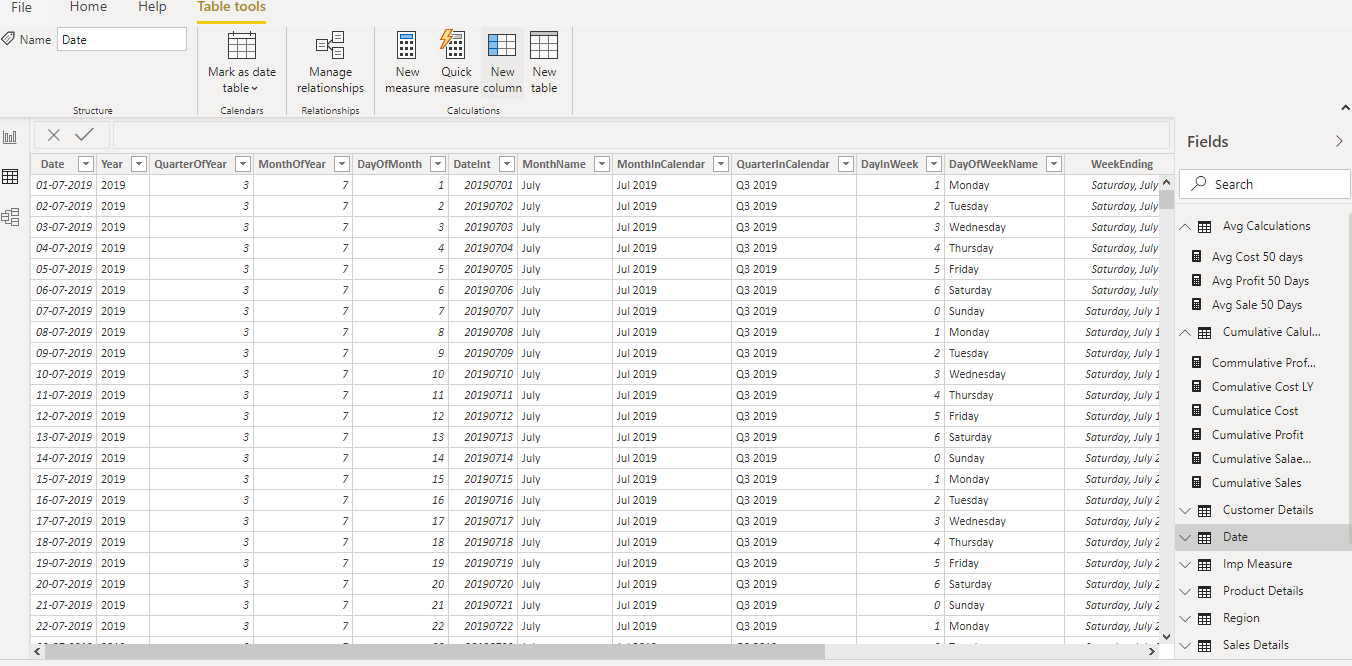 File Home Help Table tools
Name Date
Mark as date table
Manage relationships
New measure
Quick measure
New column
New table
Structure Calendars Relationships Calculations
Date Year QuarterOfYear MonthOfYear DayOfMonth DateInt MonthName MonthInCalendar QuarterInCalendar DayInWeek DayOfWeekName WeekEnding
01-07-2019 2019 3 7 1 20190701 July Jul 2019 Q3 2019 1 Monday Saturday, July
02-07-2019 2019 3 7 2 20190702 July Jul 2019 Q3 2019 2 Tuesday Saturday, July
03-07-2019 2019 3 7 3 20190703 July Jul 2019 Q3 2019 3 Wednesday Saturday, July
04-07-2019 2019 3 7 4 20190704 July Jul 2019 Q3 2019 4 Thursday Saturday, July
05-07-2019 2019 3 7 5 20190705 July Jul 2019 Q3 2019 5 Friday Saturday, July
06-07-2019 2019 3 7 6 20190706 July Jul 2019 Q3 2019 6 Saturday Saturday, July
07-07-2019 2019 3 7 7 20190707 July Jul 2019 Q3 2019 0 Sunday Saturday, July 1
08-07-2019 2019 3 7 8 20190708 July Jul 2019 Q3 2019 1 Monday Saturday, July 1
09-07-2019 2019 3 7 9 20190709 July Jul 2019 Q3 2019 2 Tuesday Saturday, July 1
10-07-2019 2019 3 7 10 20190710 July Jul 2019 Q3 2019 3 Wednesday Saturday, July 1
11-07-2019 2019 3 7 11 20190711 July Jul 2019 Q3 2019 4 Thursday Saturday, July 1
12-07-2019 2019 3 7 12 20190712 July Jul 2019 Q3 2019 5 Friday Saturday, July 1
13-07-2019 2019 3 7 13 20190713 July Jul 2019 Q3 2019 6 Saturday Saturday, July 1
14-07-2019 2019 3 7 14 20190714 July Jul 2019 Q3 2019 0 Sunday Saturday, July 2
15-07-2019 2019 3 7 15 20190715 July Jul 2019 Q3 2019 1 Monday Saturday, July 2
16-07-2019 2019 3 7 16 20190716 July Jul 2019 Q3 2019 2 Tuesday Saturday, July 2
17-07-2019 2019 3 7 17 20190717 July Jul 2019 Q3 2019 3 Wednesday Saturday, July 2
18-07-2019 2019 3 7 18 20190718 July Jul 2019 Q3 2019 4 Thursday Saturday, July 2
19-07-2019 2019 3 7 19 20190719 July Jul 2019 Q3 2019 5 Friday Saturday, July 2
20-07-2019 2019 3 7 20 20190720 July Jul 2019 Q3 2019 6 Saturday Saturday, July 2
21-07-2019 2019 3 7 21 20190721 July Jul 2019 Q3 2019 0 Sunday Saturday, July 2
22-07-2019 2019 3 7 22 20190722 July Jul 2019 Q3 2019 1 Monday Saturday, July 2
Fields
Search
Avg Calculations
Avg Cost 50 days
Avg Profit 50 Days
Avg Sale 50 Days
Cumulative Calul...
Commulative Prof...
Comulative Cost LY
Cumulatice Cost
Cumulative Profit
Cumulative Salae...
Cumulative Sales
Customer Details
Date
Imp Measure
Product Details
Region
Sales Details